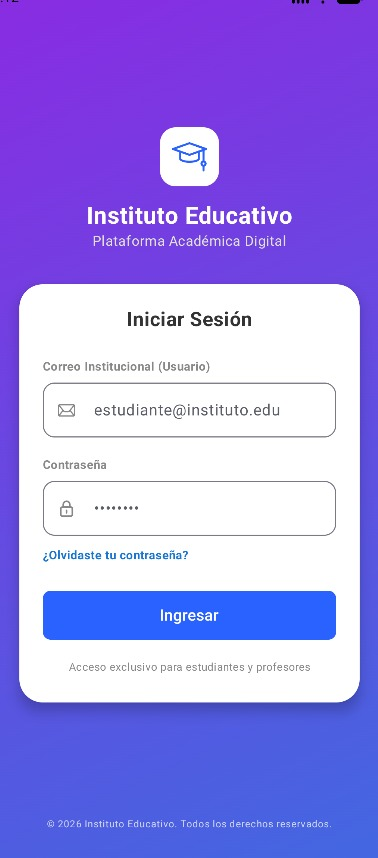 Instituto Educativo
Plataforma Académica Digital
Iniciar Sesión
Correo Institucional (Usuario)
estudiante@instituto.edu
Contraseña
••••••••
¿Olvidaste tu contraseña?
Ingresar
Acceso exclusivo para estudiantes y profesores
© 2026 Instituto Educativo. Todos los derechos reservados.